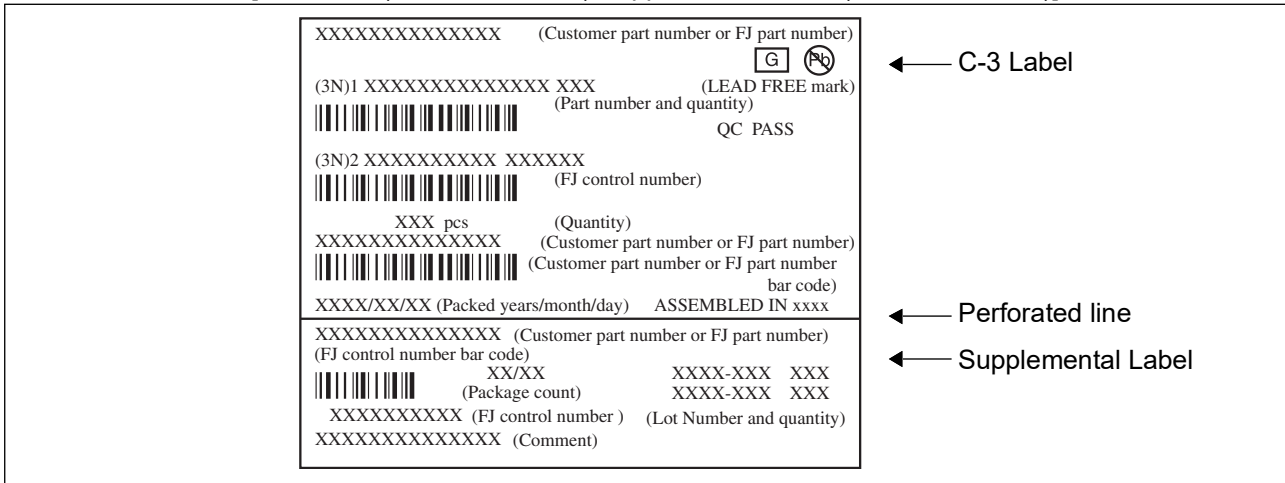 XXXXXXXXXXXXXX (Customer part number or FJ part number)
G Pb
C-3 Label
(3N)1 XXXXXXXXXXXXXX XXX (LEAD FREE mark)
(Part number and quantity)
QC PASS
(3N)2 XXXXXXXXXX XXXXXX
(FJ control number)
XXX pcs (Quantity)
XXXXXXXXXXXXXX (Customer part number or FJ part number)
(Customer part number or FJ part number
bar code)
XXXX/XX/XX (Packed years/month/day) ASSEMBLED IN xxxx
Perforated line
XXXXXXXXXXXXXX (Customer part number or FJ part number)
(FJ control number bar code)
Supplemental Label
XX/XX XXXX-XXX XXX
(Package count) XXXX-XXX XXX
XXXXXXXXXX (FJ control number ) (Lot Number and quantity)
XXXXXXXXXXXXXX (Comment)